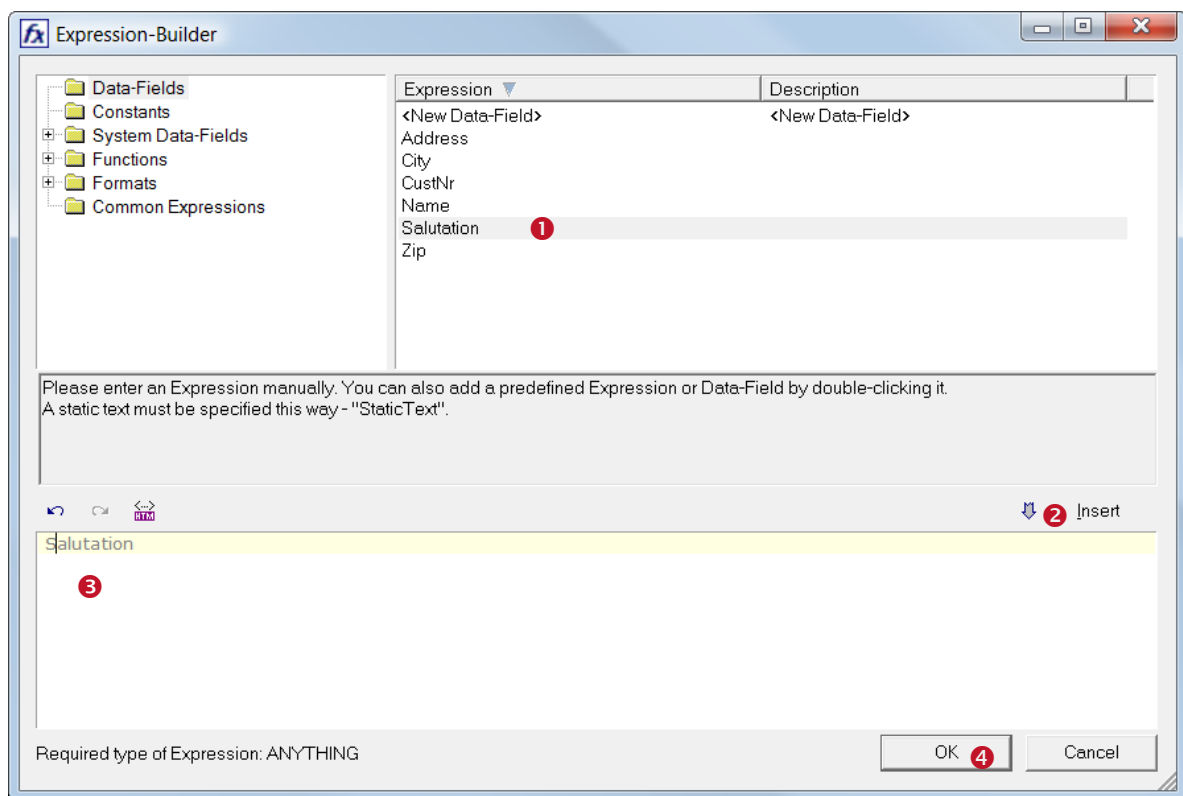 fx Expression-Builder
Data-Fields
Constants
System Data-Fields
Functions
Formats
Common Expressions
Expression Description
<New Data-Field> <New Data-Field>
Address
City
CustNr
Name
Salutation 1
Zip
Please enter an Expression manually. You can also add a predefined Expression or Data-Field by double-clicking it.
A static text must be specified this way - "StaticText".
<...>
HTM
2 Insert
Salutation
3
Required type of Expression: ANYTHING
OK 4 Cancel